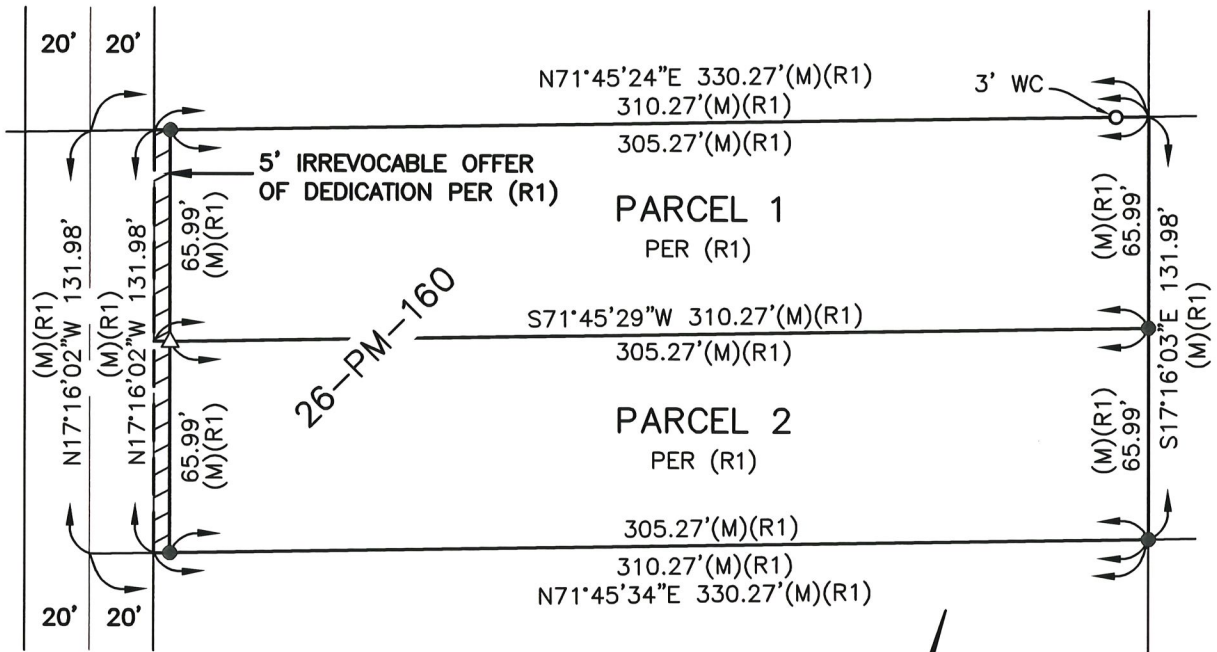 20' 20'
N71°45'24"E 330.27'(M)(R1)
310.27'(M)(R1)
305.27'(M)(R1)
3' WC
5' IRREVOCABLE OFFER
OF DEDICATION PER (R1)
PARCEL 1
PER (R1)
(M)(R1)
N17°16'02"W 131.98'
(M)(R1)
N17°16'02"W 131.98'
65.99'
(M)(R1)
(M)(R1)
65.99'
S17°16'03"E 131.98'
(M)(R1)
26-PM-160
S71°45'29"W 310.27'(M)(R1)
305.27'(M)(R1)
PARCEL 2
PER (R1)
65.99'
(M)(R1)
(M)(R1)
65.99'
305.27'(M)(R1)
310.27'(M)(R1)
N71°45'34"E 330.27'(M)(R1)
20' 20'